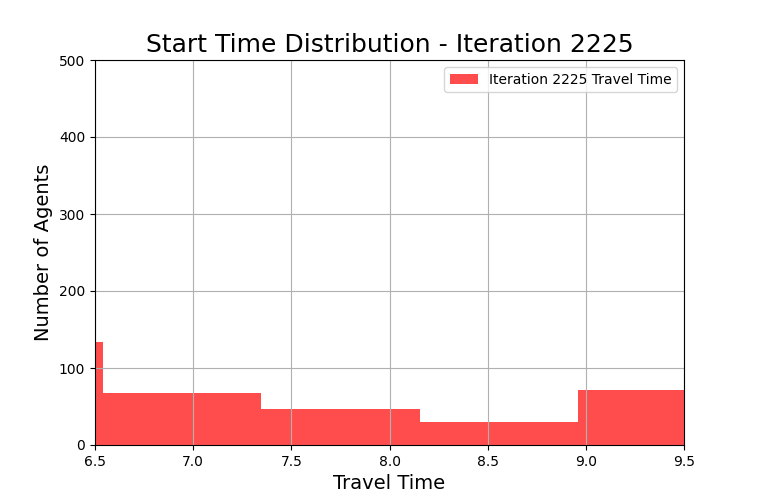 Start Time Distribution - Iteration 2225
500
400
300
200
100
0
Number of Agents
Iteration 2225 Travel Time
6.5 7.0 7.5 8.0 8.5 9.0 9.5
Travel Time